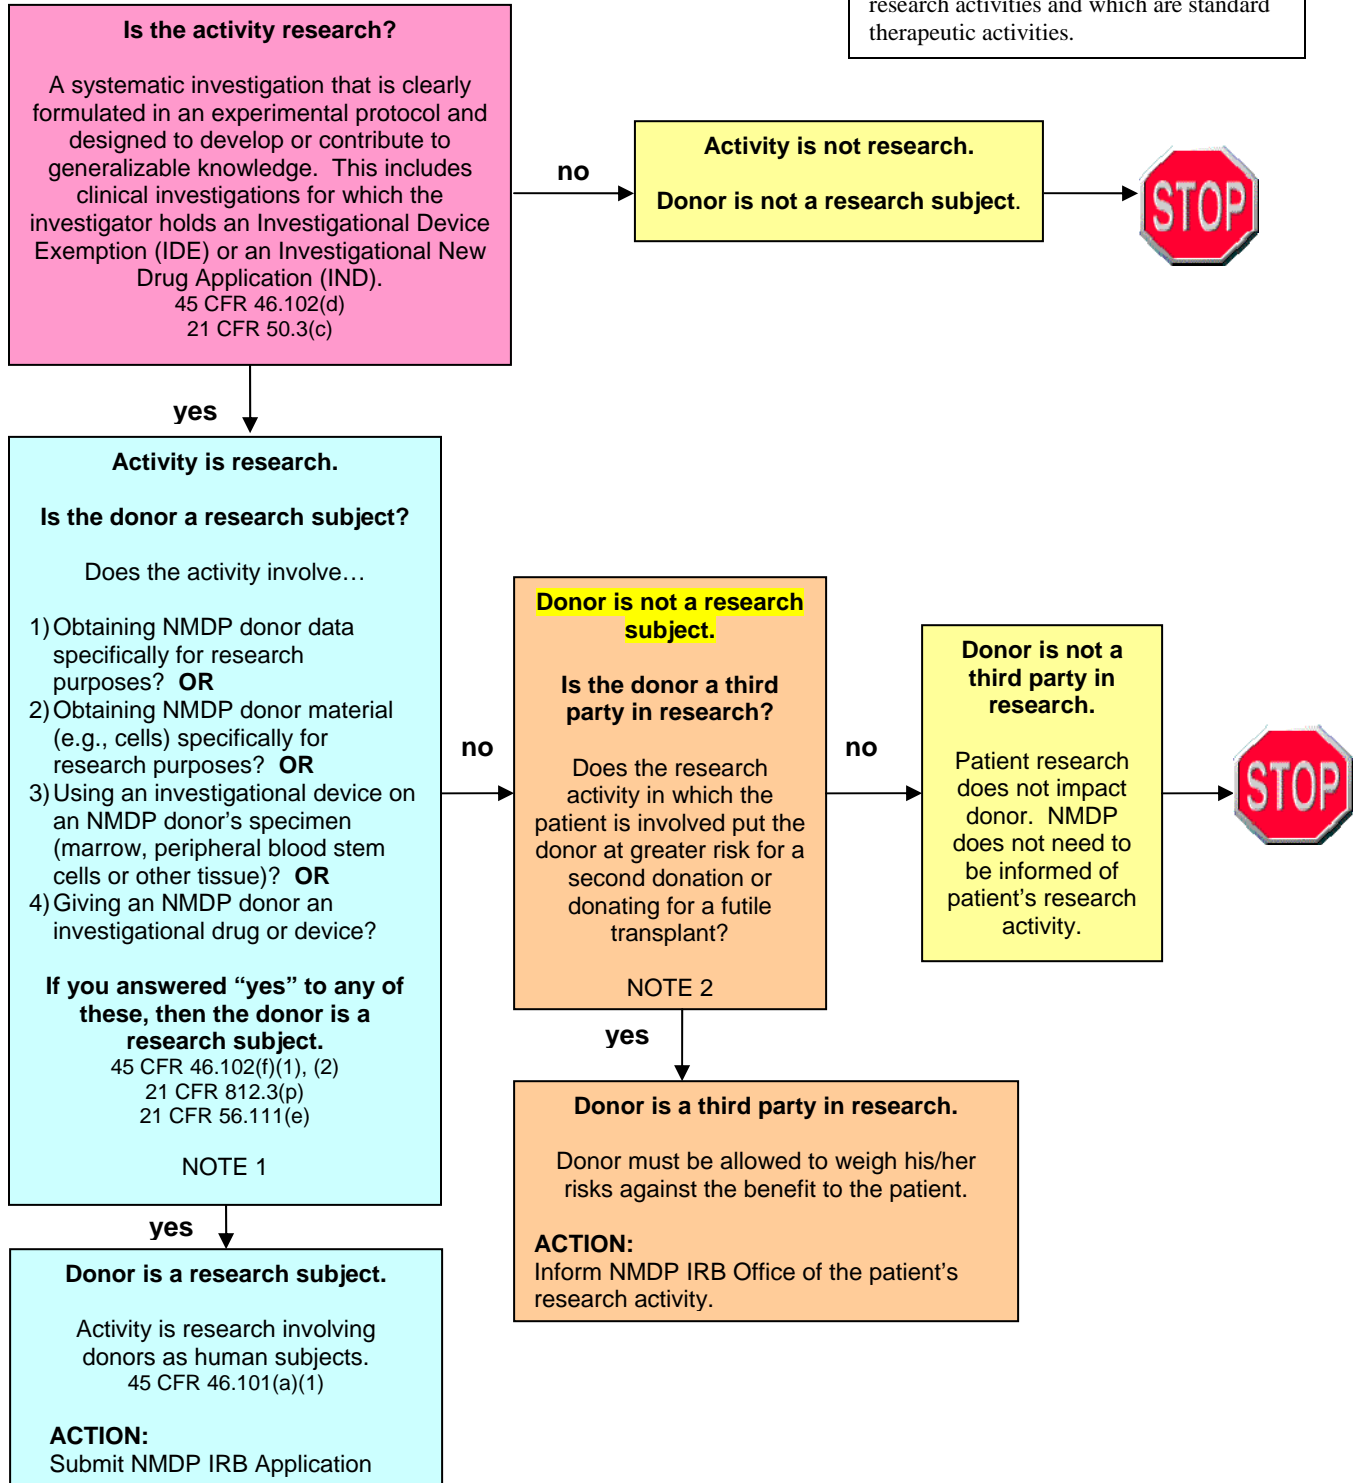 research activities and which are standard
therapeutic activities.
Is the activity research?
A systematic investigation that is clearly
formulated in an experimental protocol and
designed to develop or contribute to
generalizable knowledge. This includes
clinical investigations for which the
investigator holds an Investigational Device
Exemption (IDE) or an Investigational New
Drug Application (IND).
45 CFR 46.102(d)
21 CFR 50.3(c)
no
Activity is not research.
Donor is not a research subject.
STOP
yes
Activity is research.
Is the donor a research subject?
Does the activity involve…
1) Obtaining NMDP donor data
specifically for research
purposes? OR
2) Obtaining NMDP donor material
(e.g., cells) specifically for
research purposes? OR
3) Using an investigational device on
an NMDP donor’s specimen
(marrow, peripheral blood stem
cells or other tissue)? OR
4) Giving an NMDP donor an
investigational drug or device?
If you answered “yes” to any of
these, then the donor is a
research subject.
45 CFR 46.102(f)(1), (2)
21 CFR 812.3(p)
21 CFR 56.111(e)
NOTE 1
no
Donor is not a research
subject.
Is the donor a third
party in research?
Does the research
activity in which the
patient is involved put the
donor at greater risk for a
second donation or
donating for a futile
transplant?
NOTE 2
no
Donor is not a
third party in
research.
Patient research
does not impact
donor. NMDP
does not need to
be informed of
patient’s research
activity.
STOP
yes
Donor is a third party in research.
Donor must be allowed to weigh his/her
risks against the benefit to the patient.
ACTION:
Inform NMDP IRB Office of the patient’s
research activity.
yes
Donor is a research subject.
Activity is research involving
donors as human subjects.
45 CFR 46.101(a)(1)
ACTION:
Submit NMDP IRB Application